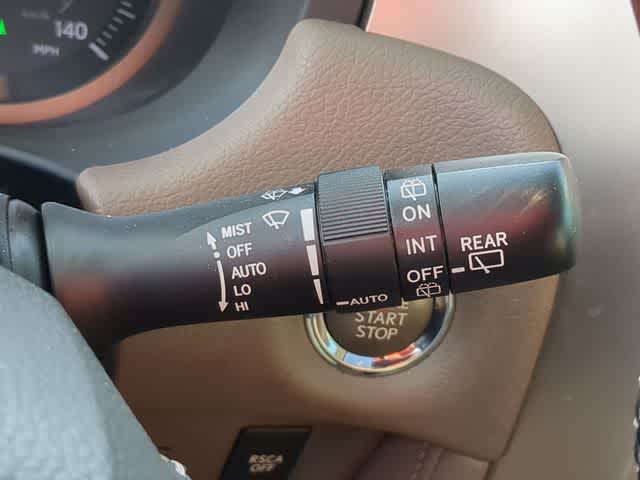 140
MPH
MIST
OFF
AUTO
LO
HI
AUTO
ON
INT
OFF
REAR
START
STOP
RSCA
OFF